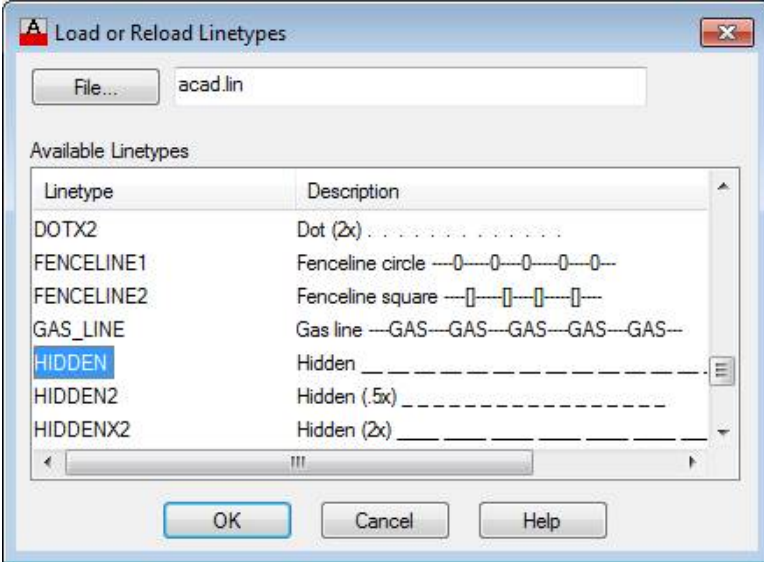 Load or Reload Linetypes
File... acad.lin
Available Linetypes
Linetype Description
DOTX2 Dot (2x) . . . . . . . . . . . . .
FENCELINE1 Fenceline circle ----0-----0----0-----0----0---
FENCELINE2 Fenceline square ----[]-----[]----[]-----[]----
GAS_LINE Gas line ----GAS----GAS----GAS----GAS----GAS---
HIDDEN Hidden __ __ __ __ __ __ __ __ __ __ __ __ __ .
HIDDEN2 Hidden (.5x) _ _ _ _ _ _ _ _ _ _ _ _ _ _ _ _ _
HIDDENX2 Hidden (2x) ____ ____ ____ ____ ____ ____ ___
OK Cancel Help